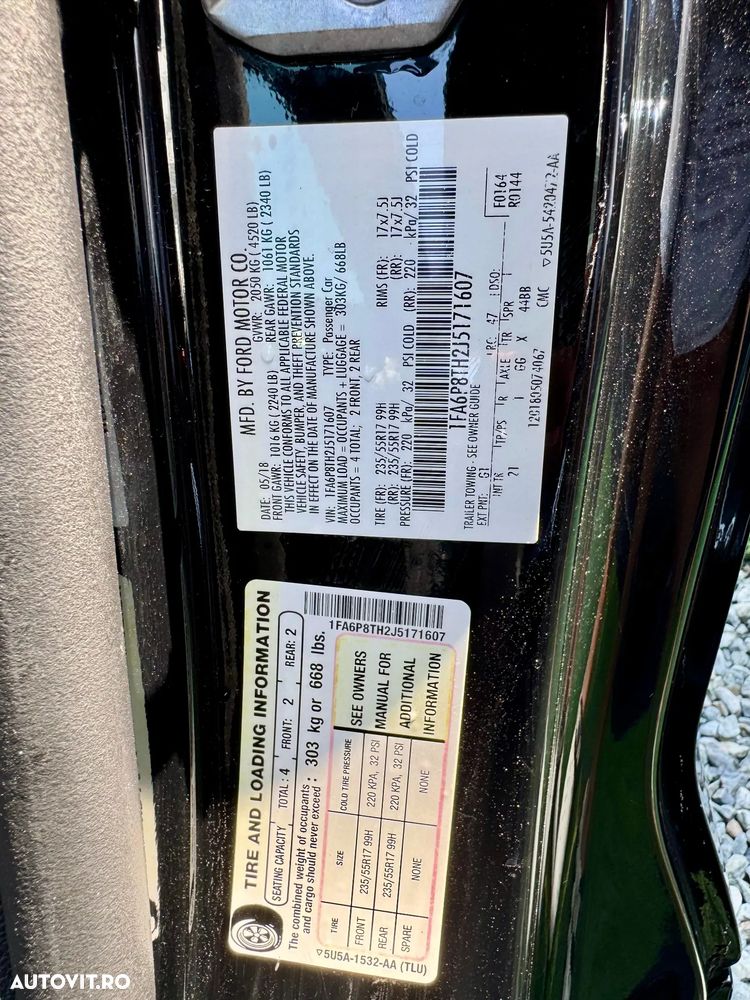 MFD. BY FORD MOTOR CO.
DATE: 05/18 GVWR: 2050 KG ( 4520 LB)
FRONT GAWR: 1016 KG ( 2240 LB) REAR GAWR: 1061 KG ( 2340 LB)
THIS VEHICLE CONFORMS TO ALL APPLICABLE FEDERAL MOTOR
VEHICLE SAFETY, BUMPER, AND THEFT PREVENTION STANDARDS
IN EFFECT ON THE DATE OF MANUFACTURE SHOWN ABOVE.
VIN: 1FA6P8TH2J5171607 TYPE: Passenger Car
MAXIMUM LOAD = OCCUPANTS + LUGGAGE = 303KG/ 668LB
OCCUPANTS = 4 TOTAL; 2 FRONT, 2 REAR
TIRE (FR): 235/55R17 99H RIMS (FR): 17x7.5J
(RR): 235/55R17 99H (RR): 17x7.5J
PRESSURE (FR): 220 kPa/ 32 PSI COLD (RR): 220 kPa/ 32 PSI COLD
1FA6P8TH2J5171607
TRAILER TOWING - SEE OWNER GUIDE
EXT PNT: G1 RC: 47 DSO: F0164
R0144
INT TR TP/PS R AXLE TR SPR
21 I GG X 44BB
CMC ▽5U5A-5420472-AA
TIRE AND LOADING INFORMATION
SEATING CAPACITY TOTAL : 4 FRONT: 2 REAR: 2
The combined weight of occupants
and cargo should never exceed : 303 kg or 668 lbs.
1FA6P8TH2J5171607
TIRE SIZE COLD TIRE PRESSURE
FRONT 235/55R17 99H 220 KPA, 32 PSI
REAR 235/55R17 99H 220 KPA, 32 PSI
SPARE NONE NONE
SEE OWNERS
MANUAL FOR
ADDITIONAL
INFORMATION
▽5U5A-1532-AA (TLU)
AUTOVIT.RO